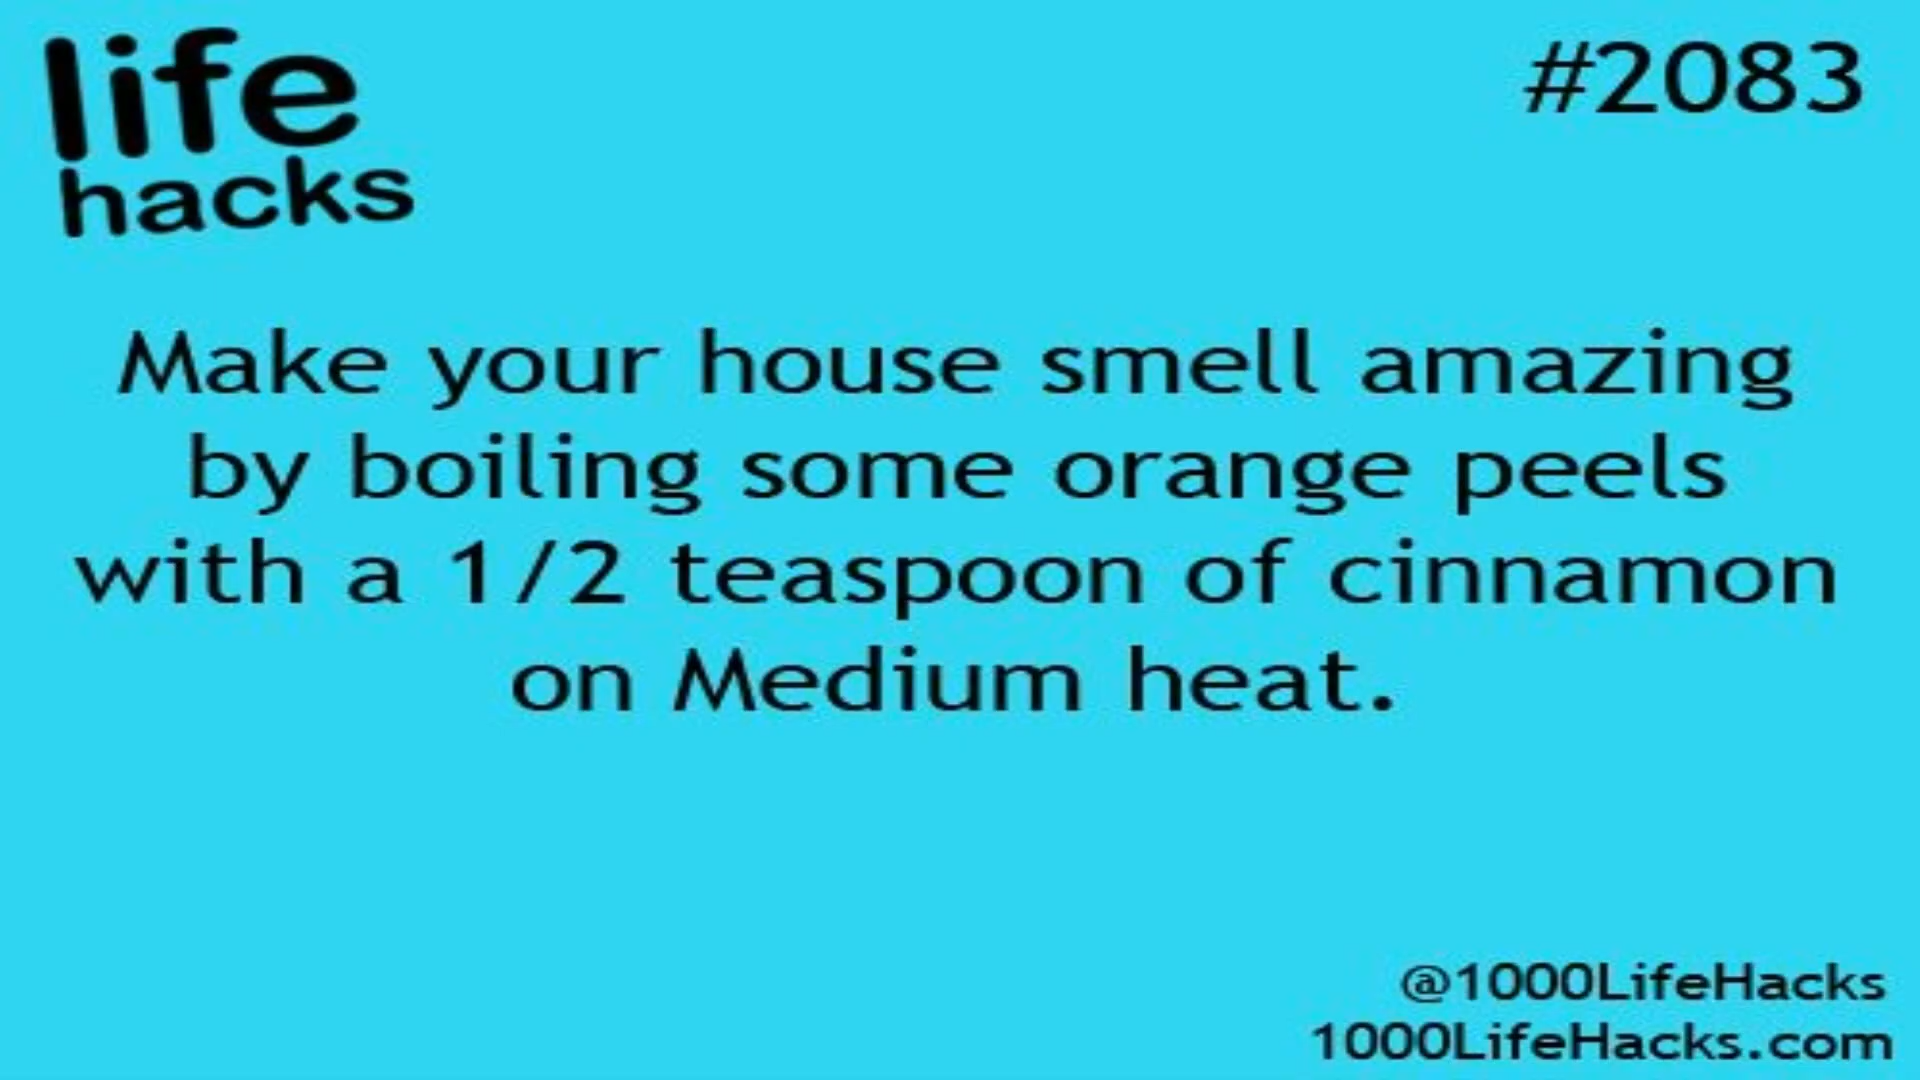 life
hacks
#2083
Make your house smell amazing
by boiling some orange peels
with a 1/2 teaspoon of cinnamon
on Medium heat.
@1000LifeHacks
1000LifeHacks.com